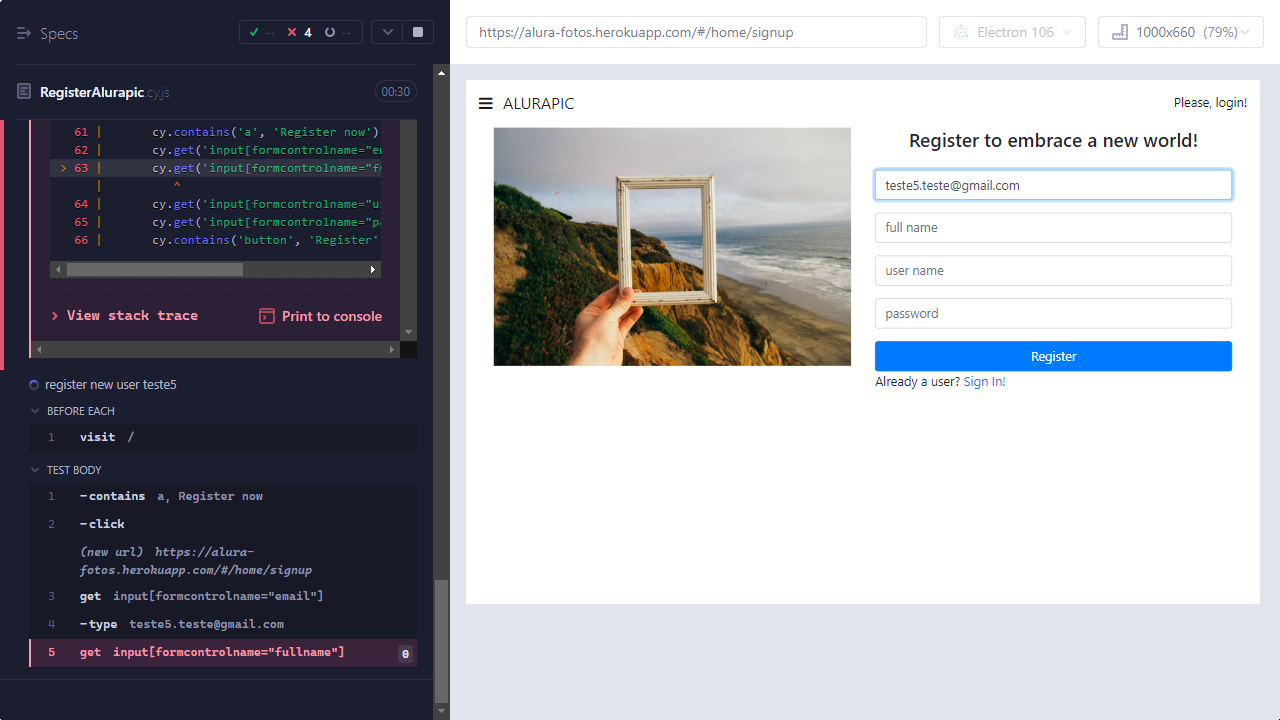 Specs
-- 4 --
RegisterAlurapic.cy.js
00:30
61 | cy.contains('a', 'Register now')
62 | cy.get('input[formcontrolname="em
> 63 | cy.get('input[formcontrolname="fu
| ^
64 | cy.get('input[formcontrolname="us
65 | cy.get('input[formcontrolname="pa
66 | cy.contains('button', 'Register'
> View stack trace
Print to console
register new user teste5
BEFORE EACH
1 visit /
TEST BODY
1 -contains a, Register now
2 -click
(new url) https://alura-
fotos.herokuapp.com/#/home/signup
3 get input[formcontrolname="email"]
4 -type teste5.teste@gmail.com
5 get input[formcontrolname="fullname"] 0
https://alura-fotos.herokuapp.com/#/home/signup
Electron 106
1000x660 (79%)
ALURAPIC
Please, login!
Register to embrace a new world!
teste5.teste@gmail.com
full name
user name
password
Register
Already a user? Sign In!